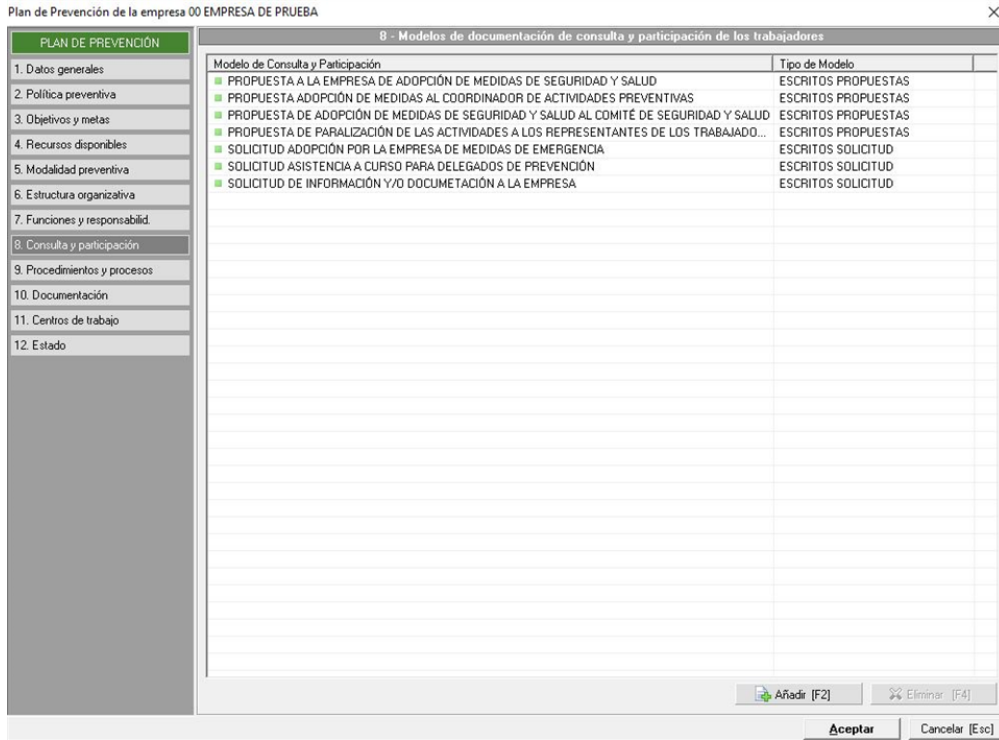 Plan de Prevención de la empresa 00 EMPRESA DE PRUEBA
PLAN DE PREVENCIÓN
1. Datos generales
2. Política preventiva
3. Objetivos y metas
4. Recursos disponibles
5. Modalidad preventiva
6. Estructura organizativa
7. Funciones y responsabilid.
8. Consulta y participación
9. Procedimientos y procesos
10. Documentación
11. Centros de trabajo
12. Estado
8 - Modelos de documentación de consulta y participación de los trabajadores
Modelo de Consulta y Participación Tipo de Modelo
PROPUESTA A LA EMPRESA DE ADOPCIÓN DE MEDIDAS DE SEGURIDAD Y SALUD ESCRITOS PROPUESTAS
PROPUESTA ADOPCIÓN DE MEDIDAS AL COORDINADOR DE ACTIVIDADES PREVENTIVAS ESCRITOS PROPUESTAS
PROPUESTA DE ADOPCIÓN DE MEDIDAS DE SEGURIDAD Y SALUD AL COMITÉ DE SEGURIDAD Y SALUD ESCRITOS PROPUESTAS
PROPUESTA DE PARALIZACIÓN DE LAS ACTIVIDADES A LOS REPRESENTANTES DE LOS TRABAJADO... ESCRITOS PROPUESTAS
SOLICITUD ADOPCIÓN POR LA EMPRESA DE MEDIDAS DE EMERGENCIA ESCRITOS SOLICITUD
SOLICITUD ASISTENCIA A CURSO PARA DELEGADOS DE PREVENCIÓN ESCRITOS SOLICITUD
SOLICITUD DE INFORMACIÓN Y/O DOCUMETACIÓN A LA EMPRESA ESCRITOS SOLICITUD
Añadir [F2] Eliminar [F4]
Aceptar Cancelar [Esc]